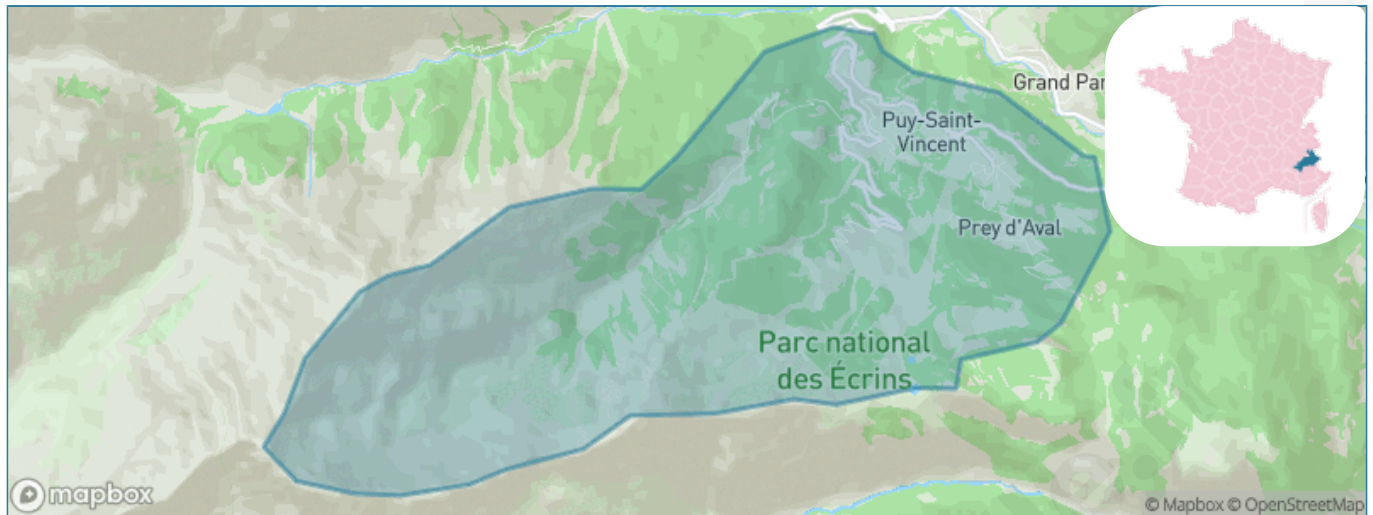 Grand Par
Puy-Saint-
Vincent
Prey d'Aval
Parc national
des Écrins
mapbox
© Mapbox © OpenStreetMap